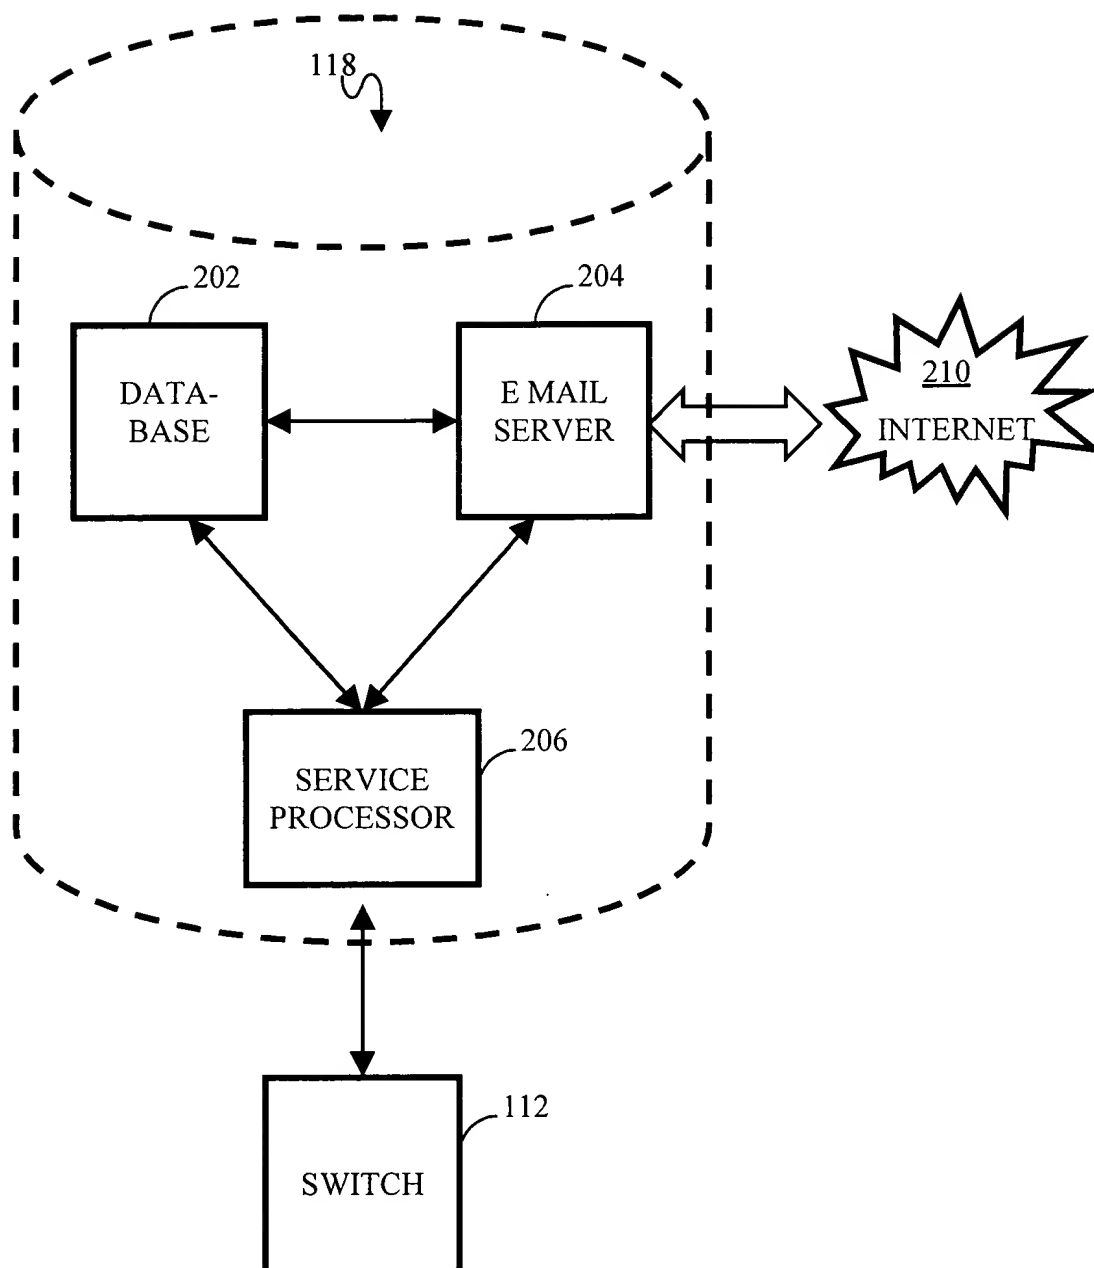 118
202
204
DATA-
BASE
E MAIL
SERVER
210
INTERNET
206
SERVICE
PROCESSOR
112
SWITCH